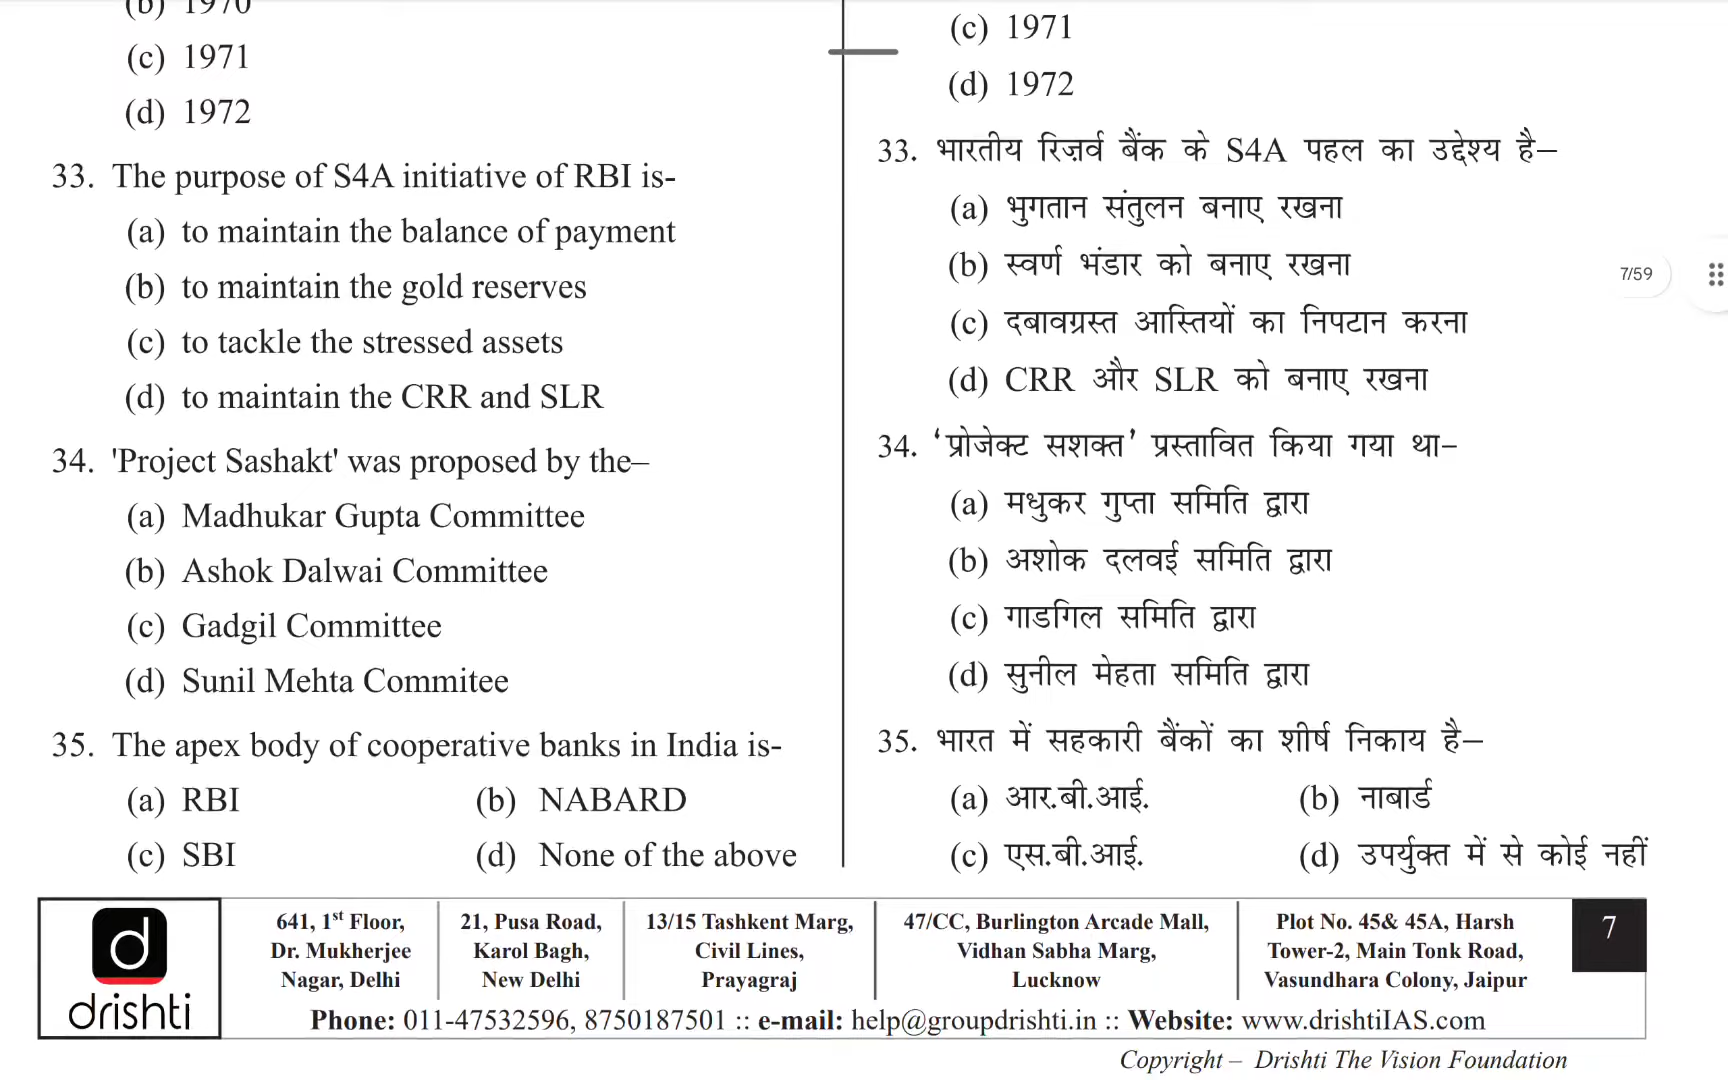 (b) 1970
(c) 1971
(d) 1972
33. The purpose of S4A initiative of RBI is-
(a) to maintain the balance of payment
(b) to maintain the gold reserves
(c) to tackle the stressed assets
(d) to maintain the CRR and SLR
34. 'Project Sashakt' was proposed by the–
(a) Madhukar Gupta Committee
(b) Ashok Dalwai Committee
(c) Gadgil Committee
(d) Sunil Mehta Commitee
35. The apex body of cooperative banks in India is-
(a) RBI (b) NABARD
(c) SBI (d) None of the above
(c) 1971
(d) 1972
33. भारतीय रिज़र्व बैंक के S4A पहल का उद्देश्य है–
(a) भुगतान संतुलन बनाए रखना
(b) स्वर्ण भंडार को बनाए रखना
(c) दबावग्रस्त आस्तियों का निपटान करना
(d) CRR और SLR को बनाए रखना
34. ‘प्रोजेक्ट सशक्त’ प्रस्तावित किया गया था–
(a) मधुकर गुप्ता समिति द्वारा
(b) अशोक दलवई समिति द्वारा
(c) गाडगिल समिति द्वारा
(d) सुनील मेहता समिति द्वारा
35. भारत में सहकारी बैंकों का शीर्ष निकाय है–
(a) आर.बी.आई. (b) नाबार्ड
(c) एस.बी.आई. (d) उपर्युक्त में से कोई नहीं
7/59
d
drishti
641, 1st Floor,
Dr. Mukherjee
Nagar, Delhi
21, Pusa Road,
Karol Bagh,
New Delhi
13/15 Tashkent Marg,
Civil Lines,
Prayagraj
47/CC, Burlington Arcade Mall,
Vidhan Sabha Marg,
Lucknow
Plot No. 45& 45A, Harsh
Tower-2, Main Tonk Road,
Vasundhara Colony, Jaipur
7
Phone: 011-47532596, 8750187501 :: e-mail: help@groupdrishti.in :: Website: www.drishtiIAS.com
Copyright – Drishti The Vision Foundation